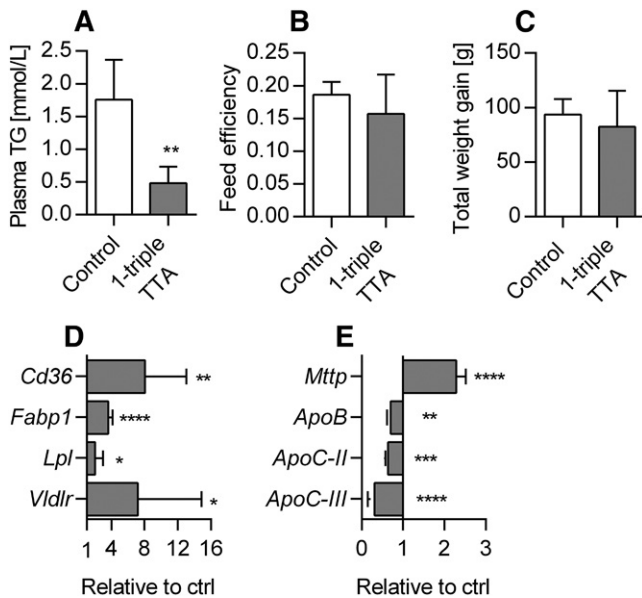 A
Plasma TG [mmol/L]
2.5
2.0
1.5
1.0
0.5
0.0
**
Control
1-triple
TTA
B
Feed efficiency
0.25
0.20
0.15
0.10
0.05
0.00
Control
1-triple
TTA
C
Total weight gain [g]
150
100
50
0
Control
1-triple
TTA
D
Cd36
**
Fabp1
****
Lpl
*
Vldlr
*
1 4 8 12 16
Relative to ctrl
E
Mttp
****
ApoB
**
ApoC-II
***
ApoC-III
****
0 1 2 3
Relative to ctrl